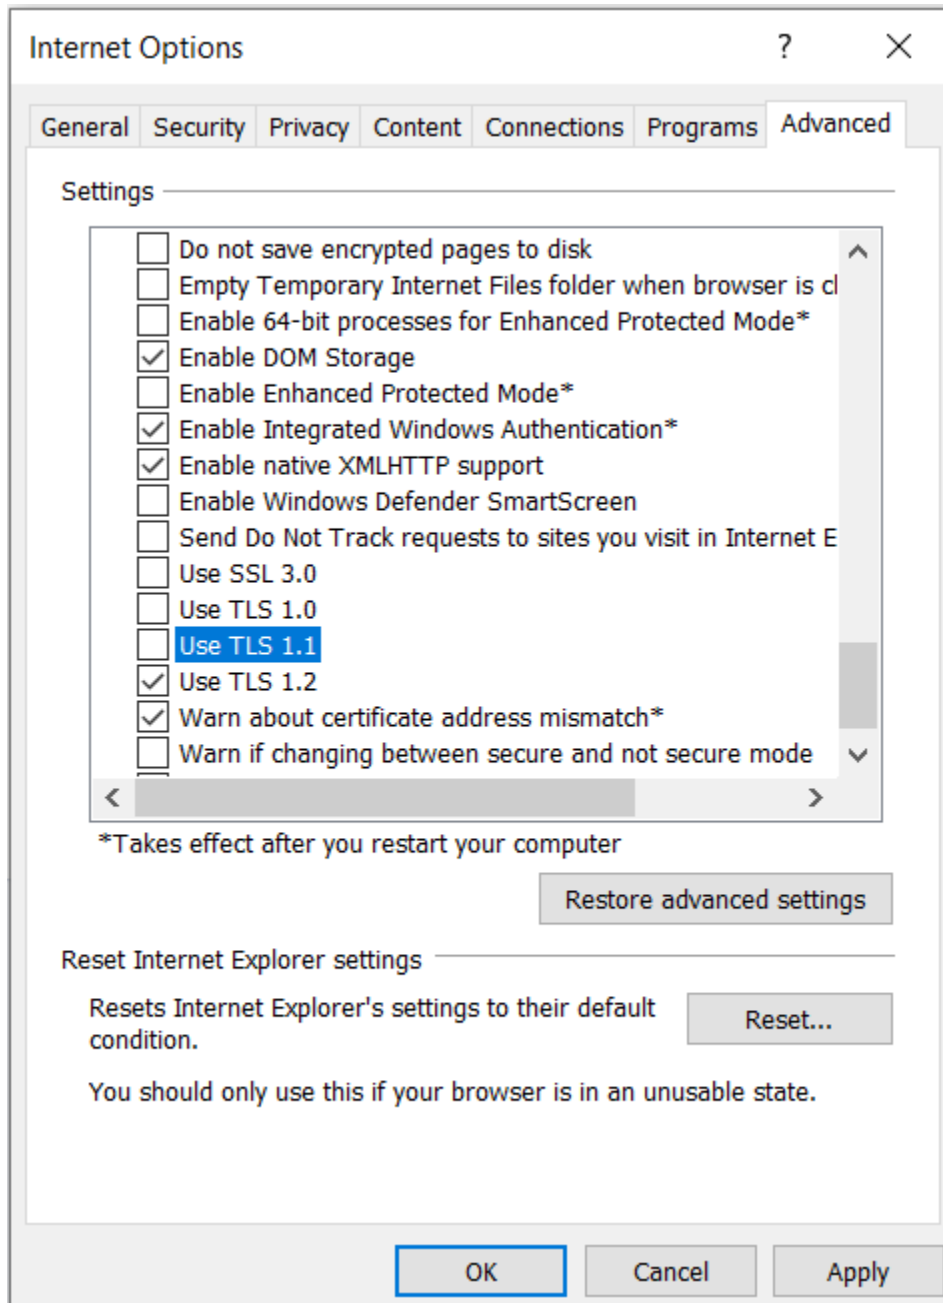 Internet Options
?
General Security Privacy Content Connections Programs Advanced
Settings
Do not save encrypted pages to disk
Empty Temporary Internet Files folder when browser is cl
Enable 64-bit processes for Enhanced Protected Mode*
Enable DOM Storage
Enable Enhanced Protected Mode*
Enable Integrated Windows Authentication*
Enable native XMLHTTP support
Enable Windows Defender SmartScreen
Send Do Not Track requests to sites you visit in Internet E
Use SSL 3.0
Use TLS 1.0
Use TLS 1.1
Use TLS 1.2
Warn about certificate address mismatch*
Warn if changing between secure and not secure mode
*Takes effect after you restart your computer
Restore advanced settings
Reset Internet Explorer settings
Resets Internet Explorer's settings to their default
condition.
Reset...
You should only use this if your browser is in an unusable state.
OK Cancel Apply